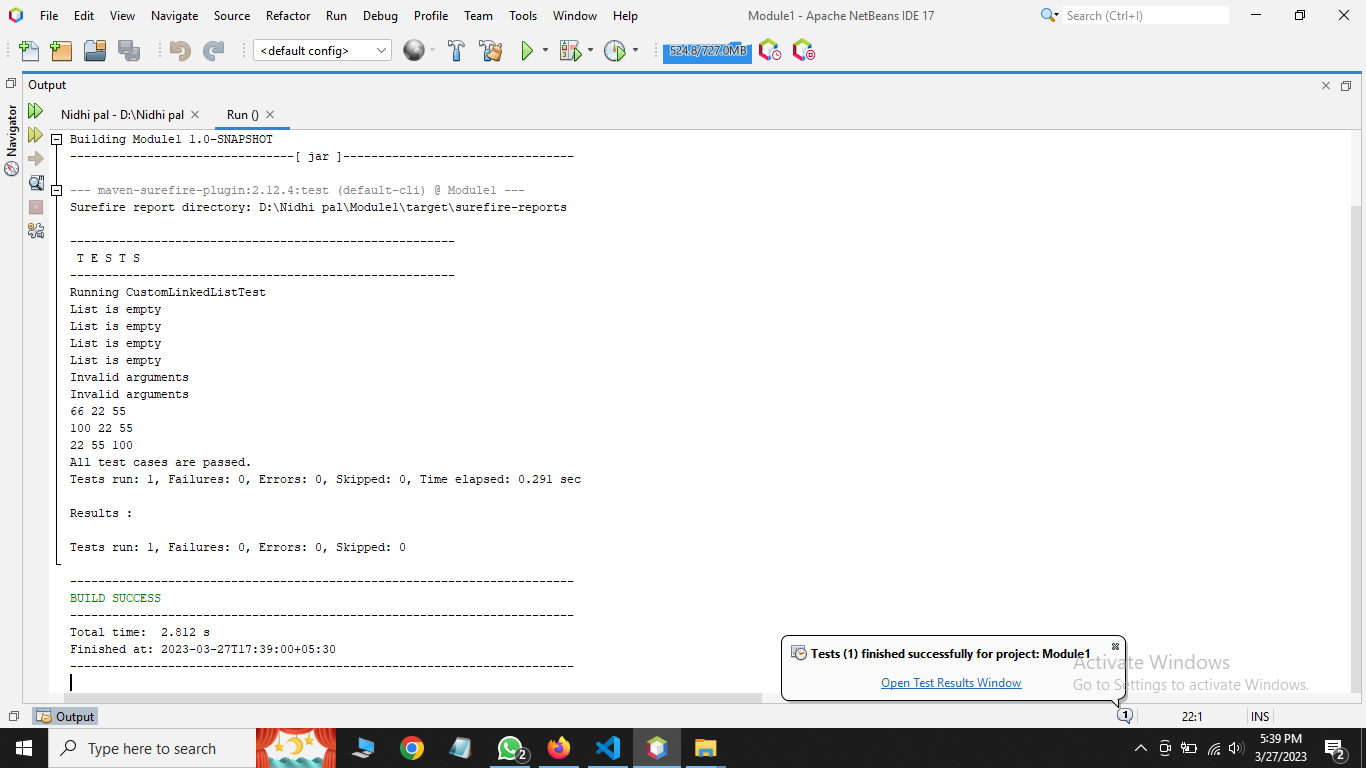 File Edit View Navigate Source Refactor Run Debug Profile Team Tools Window Help
Module1 - Apache NetBeans IDE 17
Search (Ctrl+I)
<default config>
524.8/727.0MB
Output
Navigator
Nidhi pal - D:\Nidhi pal
Run ()
Building Module1 1.0-SNAPSHOT
--------------------------------[ jar ]---------------------------------
--- maven-surefire-plugin:2.12.4:test (default-cli) @ Module1 ---
Surefire report directory: D:\Nidhi pal\Module1\target\surefire-reports
-------------------------------------------------------
T E S T S
-------------------------------------------------------
Running CustomLinkedListTest
List is empty
List is empty
List is empty
List is empty
Invalid arguments
Invalid arguments
66 22 55
100 22 55
22 55 100
All test cases are passed.
Tests run: 1, Failures: 0, Errors: 0, Skipped: 0, Time elapsed: 0.291 sec
Results :
Tests run: 1, Failures: 0, Errors: 0, Skipped: 0
------------------------------------------------------------------------
BUILD SUCCESS
------------------------------------------------------------------------
Total time:  2.812 s
Finished at: 2023-03-27T17:39:00+05:30
------------------------------------------------------------------------
Tests (1) finished successfully for project: Module1
Open Test Results Window
Activate Windows
Go to Settings to activate Windows.
Output
1
22:1
INS
Type here to search
2
5:39 PM
3/27/2023
2